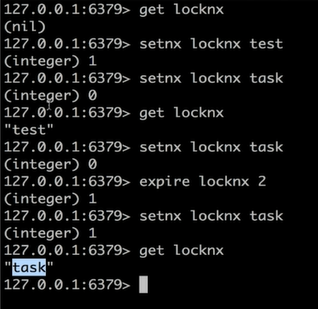 127.0.0.1:6379> get locknx
(nil)
127.0.0.1:6379> setnx locknx test
(integer) 1
127.0.0.1:6379> setnx locknx task
(integer) 0
127.0.0.1:6379> get locknx
"test"
127.0.0.1:6379> setnx locknx task
(integer) 0
127.0.0.1:6379> expire locknx 2
(integer) 1
127.0.0.1:6379> setnx locknx task
(integer) 1
127.0.0.1:6379> get locknx
"task"
127.0.0.1:6379>